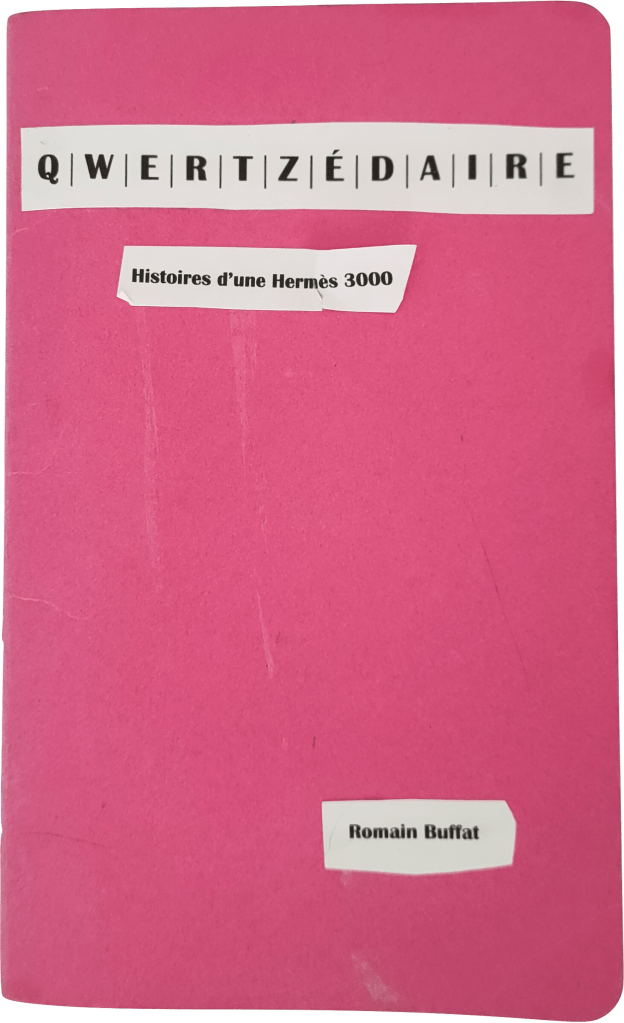 Q|W|E|R|T|Z|É|D|A|I|R|E
Histoires d'une Hermès 3000
Romain Buffat